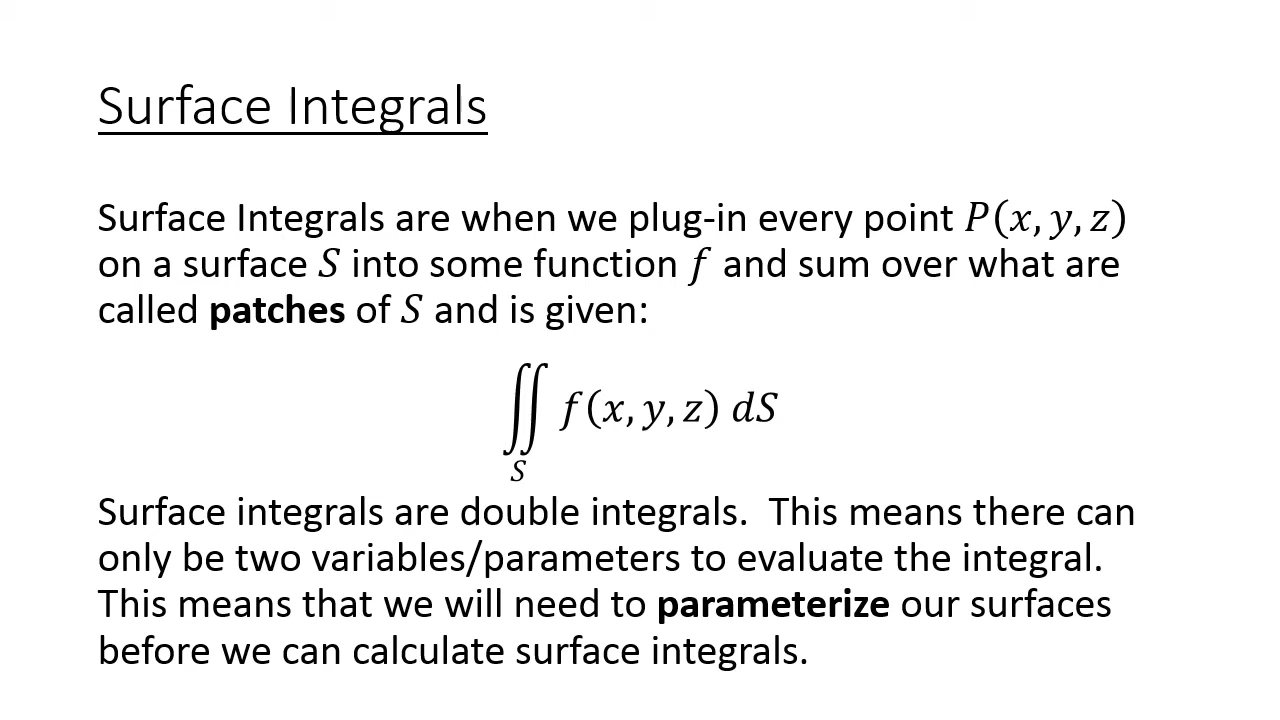 Surface Integrals
Surface Integrals are when we plug-in every point P(x, y, z)
on a surface S into some function f and sum over what are
called patches of S and is given:
∬ f(x, y, z) dS
S
Surface integrals are double integrals.  This means there can
only be two variables/parameters to evaluate the integral.
This means that we will need to parameterize our surfaces
before we can calculate surface integrals.